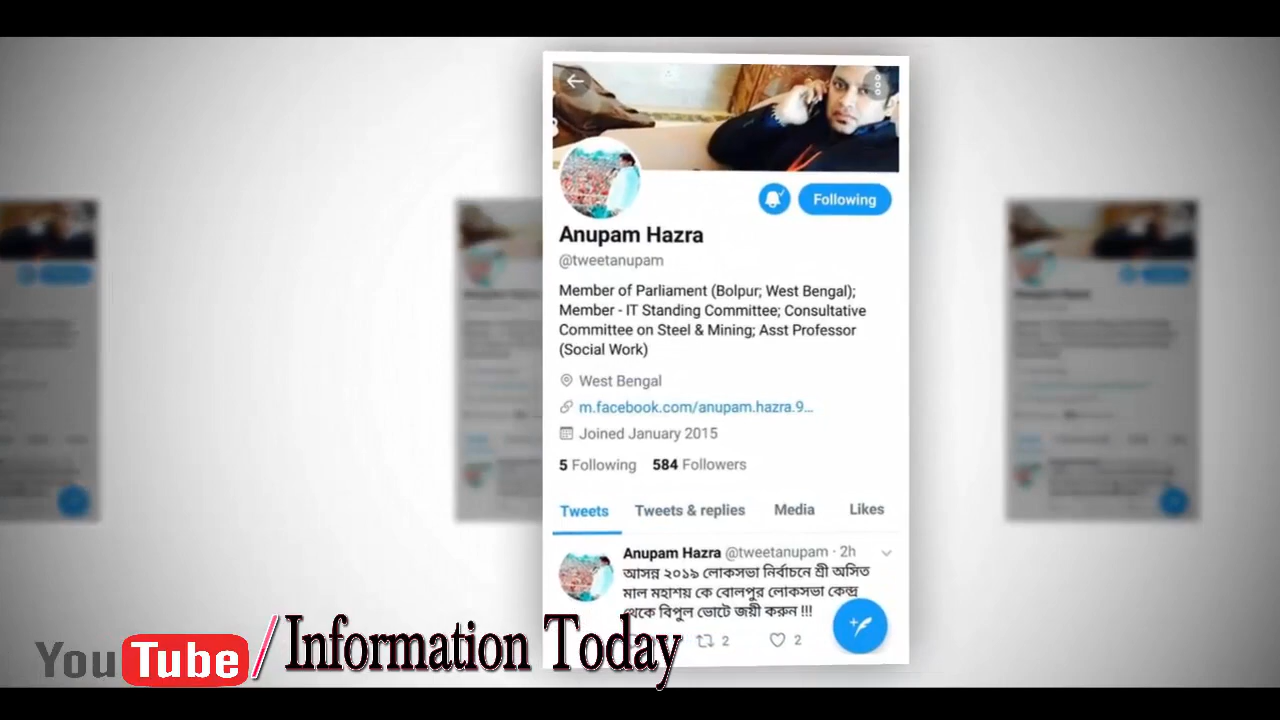 Following
Anupam Hazra
@tweetanupam
Member of Parliament (Bolpur; West Bengal);
Member - IT Standing Committee; Consultative
Committee on Steel & Mining; Asst Professor
(Social Work)
West Bengal
m.facebook.com/anupam.hazra.9...
Joined January 2015
5 Following 584 Followers
Tweets Tweets & replies Media Likes
Anupam Hazra @tweetanupam · 2h
আসন্ন ২০১৯ লোকসভা নির্বাচনে শ্রী অসিত
মাল মহাশয় কে বোলপুর লোকসভা কেন্দ্র
থেকে বিপুল ভোটে জয়ী করুন !!!
2 2
YouTube / Information Today